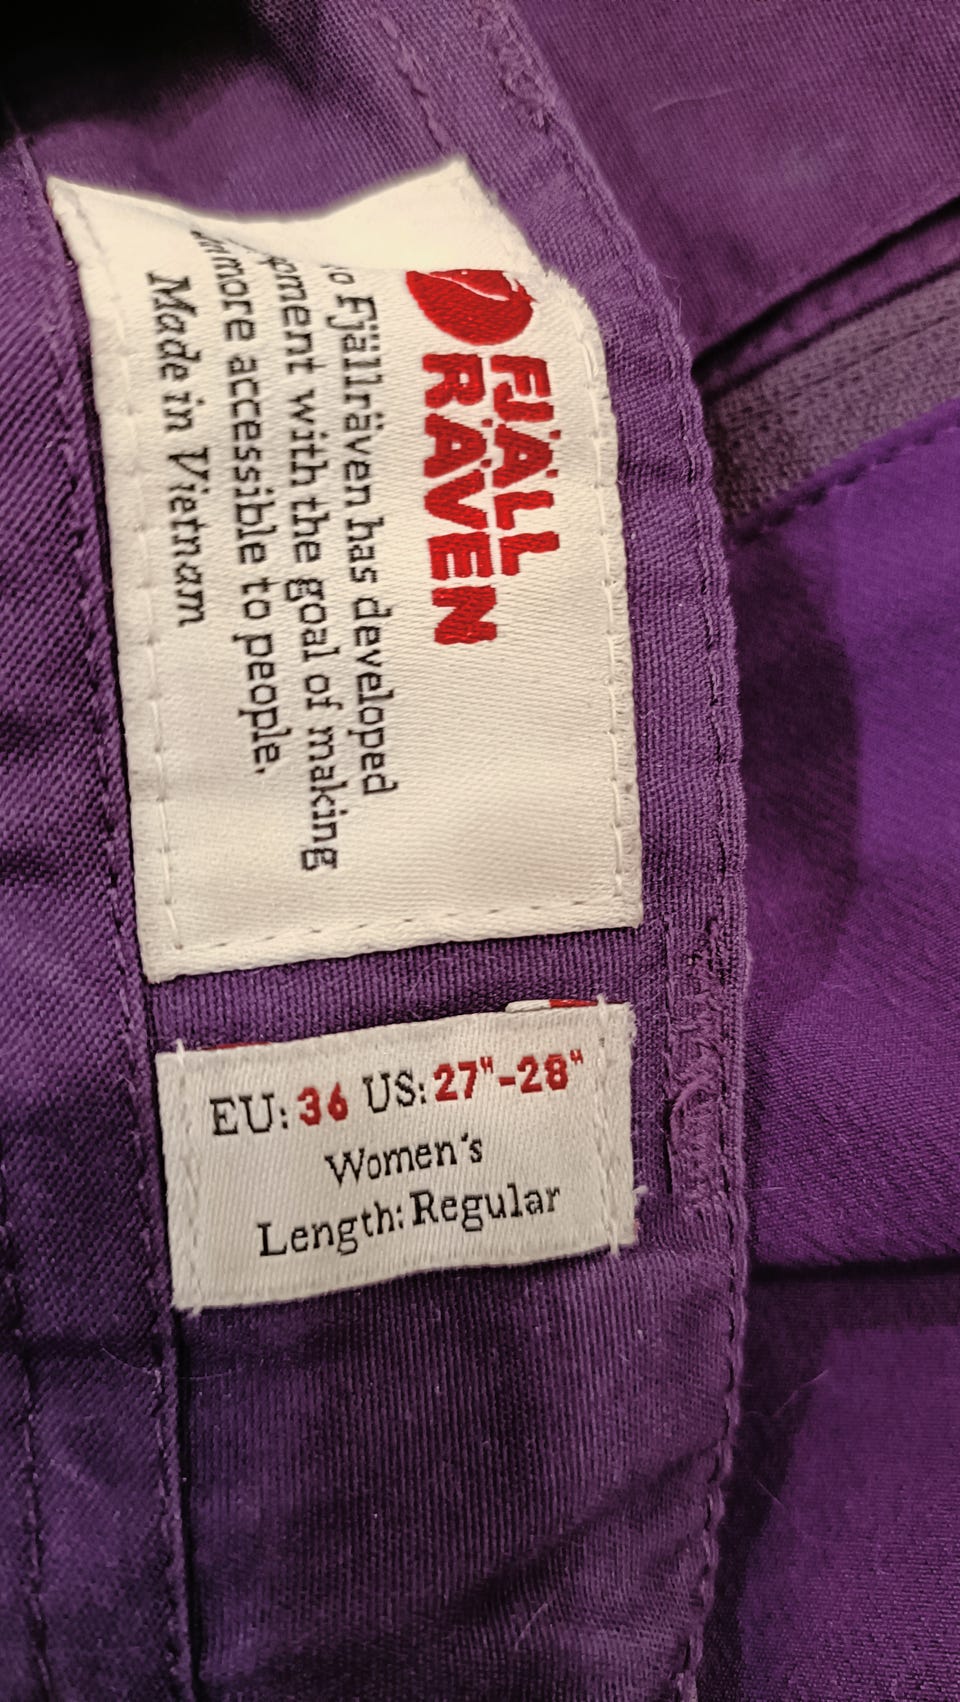 FJÄLL
RÄVEN
Fjällräven has developed
with the goal of making
more accessible to people.
Made in Vietnam
EU: 36 US: 27"-28"
Women's
Length: Regular